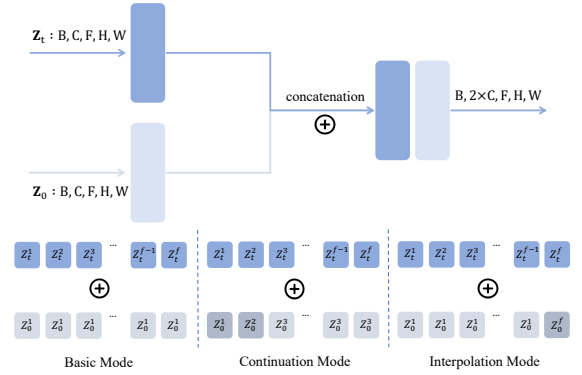 Z_t : B, C, F, H, W
concatenation
B, 2×C, F, H, W
Z_0 : B, C, F, H, W
Z_t^1 Z_t^2 Z_t^3 ... Z_t^{f-1} Z_t^f Z_t^1 Z_t^2 Z_t^3 ... Z_t^{f-1} Z_t^f Z_t^1 Z_t^2 Z_t^3 ... Z_t^{f-1} Z_t^f
Z_0^1 Z_0^1 Z_0^1 ... Z_0^1 Z_0^1 Z_0^1 Z_0^2 Z_0^3 ... Z_0^3 Z_0^3 Z_0^1 Z_0^1 Z_0^1 ... Z_0^1 Z_0^f
Basic Mode Continuation Mode Interpolation Mode